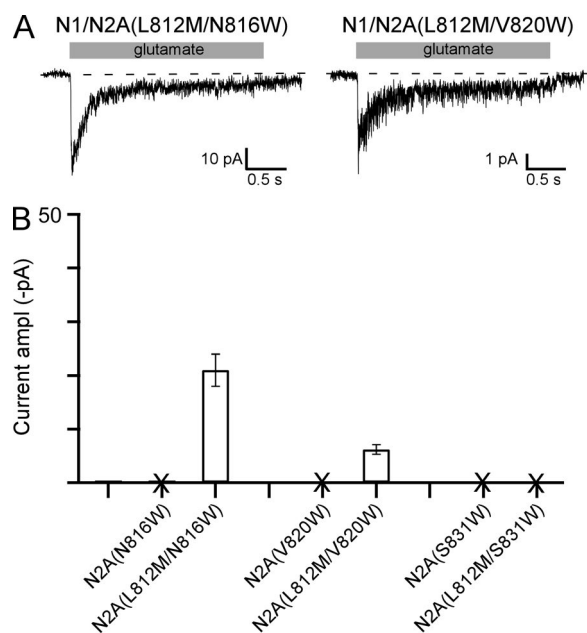 A
N1/N2A(L812M/N816W)
N1/N2A(L812M/V820W)
glutamate
glutamate
10 pA
0.5 s
1 pA
0.5 s
B
50
Current ampl (-pA)
N2A(N816W)
N2A(L812M/N816W)
N2A(V820W)
N2A(L812M/V820W)
N2A(S831W)
N2A(L812M/S831W)